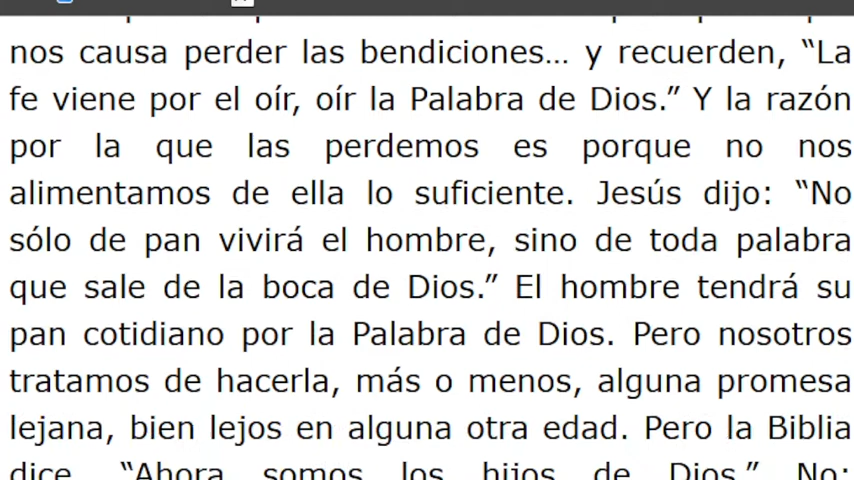 nos causa perder las bendiciones… y recuerden, “La
fe viene por el oír, oír la Palabra de Dios.” Y la razón
por la que las perdemos es porque no nos
alimentamos de ella lo suficiente. Jesús dijo: “No
sólo de pan vivirá el hombre, sino de toda palabra
que sale de la boca de Dios.” El hombre tendrá su
pan cotidiano por la Palabra de Dios. Pero nosotros
tratamos de hacerla, más o menos, alguna promesa
lejana, bien lejos en alguna otra edad. Pero la Biblia
dice, “Ahora somos los hijos de Dios.” No;